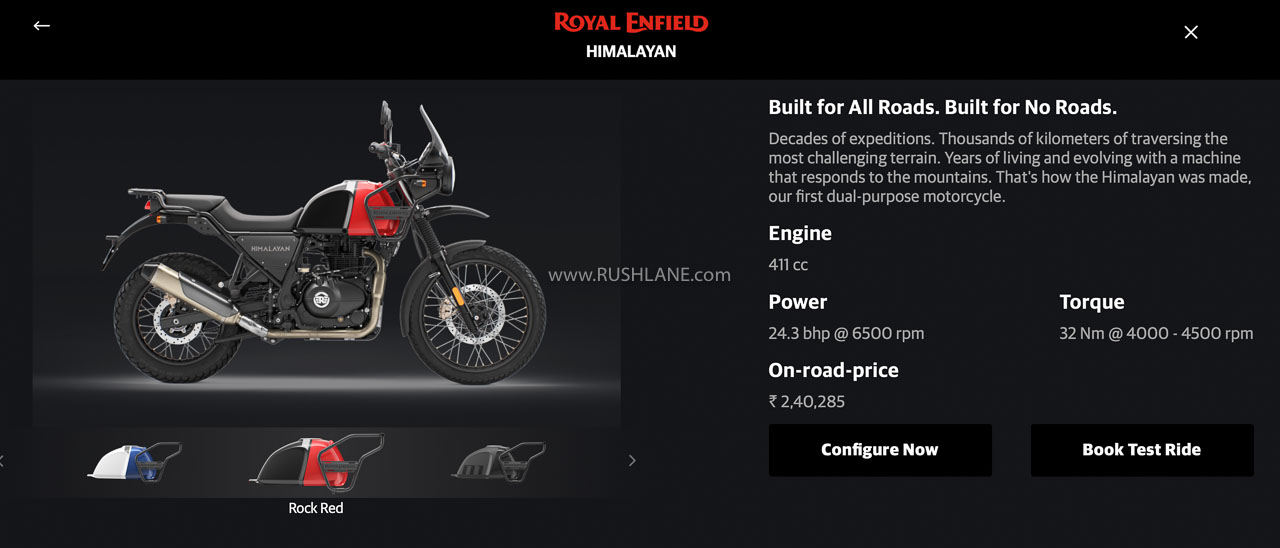 ROYAL ENFIELD
HIMALAYAN
Built for All Roads. Built for No Roads.
Decades of expeditions. Thousands of kilometers of traversing the
most challenging terrain. Years of living and evolving with a machine
that responds to the mountains. That's how the Himalayan was made,
our first dual-purpose motorcycle.
Engine
411 cc
Power
24.3 bhp @ 6500 rpm
Torque
32 Nm @ 4000 - 4500 rpm
On-road-price
₹ 2,40,285
Configure Now
Book Test Ride
HIMALAYAN
www.RUSHLANE.com
Rock Red